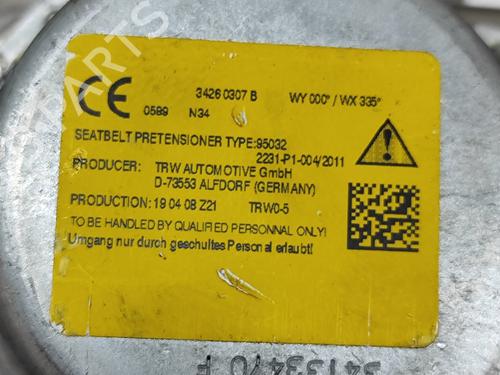 34260307 B WY 000° / WX 335°
CE 0589 N34
SEATBELT PRETENSIONER TYPE:95032
2231-P1-004/2011
PRODUCER: TRW AUTOMOTIVE GmbH
D-73553 ALFDORF (GERMANY)
PRODUCTION: 19 04 08 Z21 TRW0-5
TO BE HANDLED BY QUALIFIED PERSONNAL ONLY!
Umgang nur durch geschultes Personal erlaubt!
34133470 F